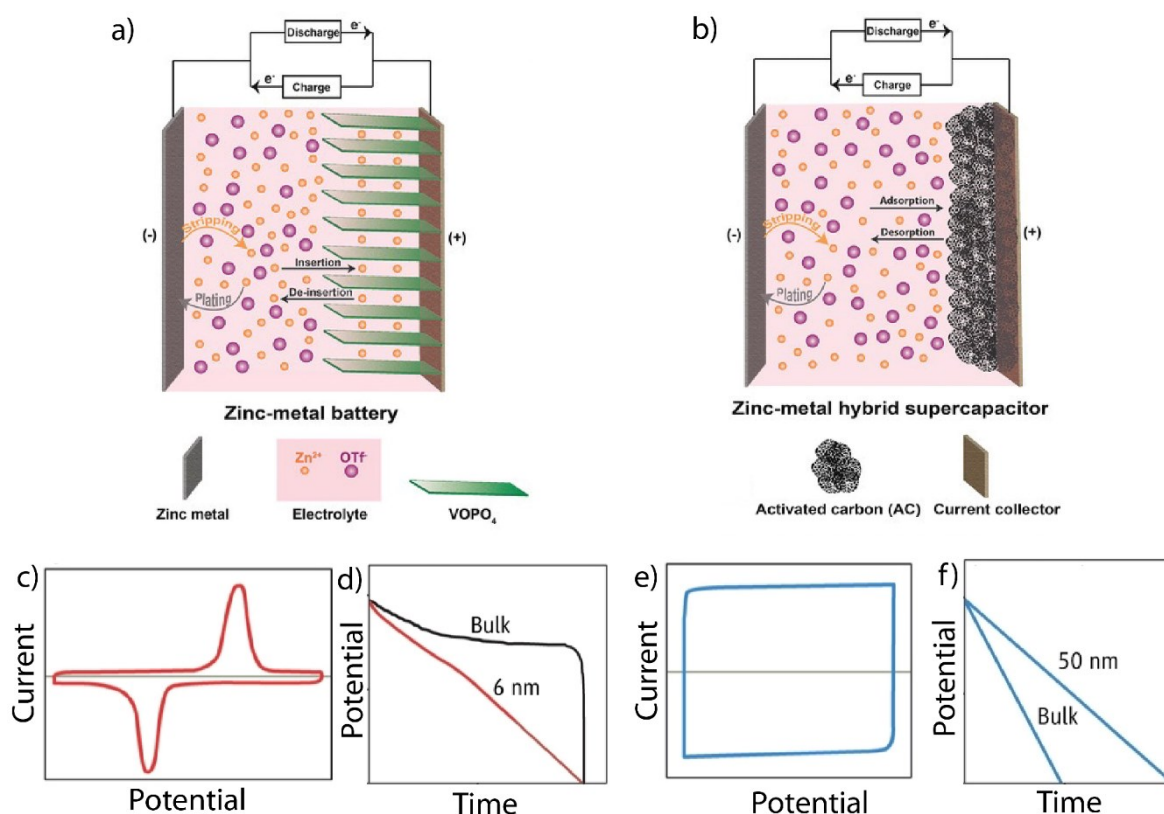 a)
Discharge
e-
e-
Charge
Stripping
Plating
(-)
(+)
Insertion
De-insertion
Zinc-metal battery
Zinc metal
Zn²⁺
OTf-
Electrolyte
VOPO₄
b)
Discharge
e-
e-
Charge
Adsorption
Desorption
Stripping
Plating
(-)
(+)
Zinc-metal hybrid supercapacitor
Activated carbon (AC)
Current collector
c)
Current
Potential
d)
Potential
Bulk
6 nm
Time
e)
Current
Potential
f)
Potential
50 nm
Bulk
Time